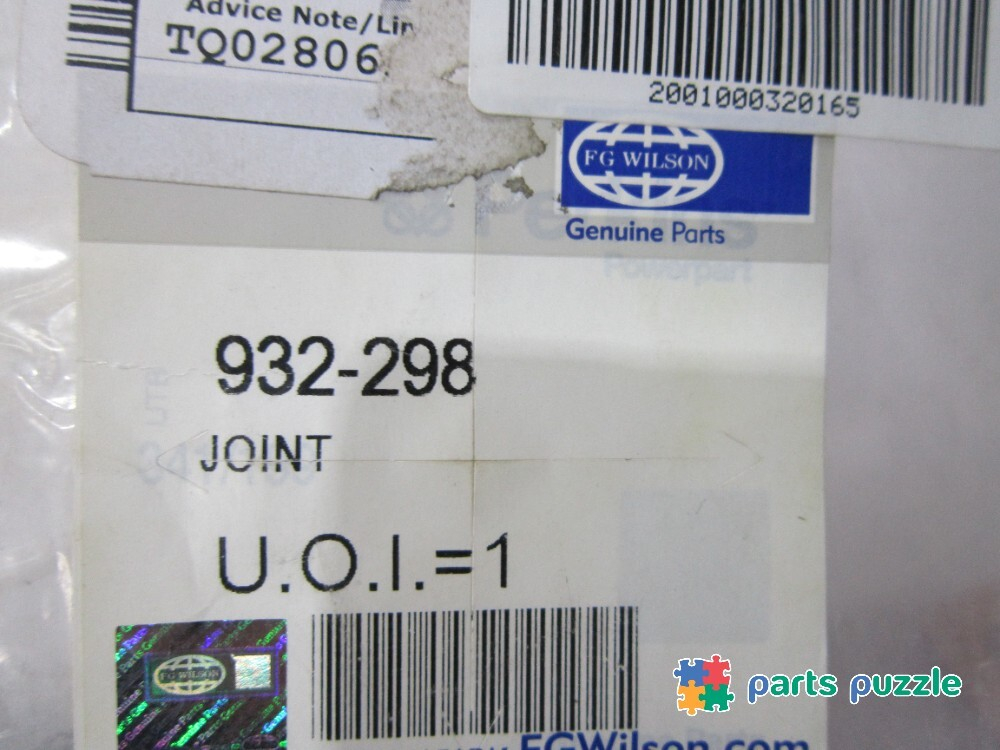 Advice Note/Lin
TQ02806
2001000320165
FG WILSON
Genuine Parts
Perkins
Powerpart
932-298
JOINT
U.O.I.=1
FG WILSON
FGWilson.com
parts puzzle